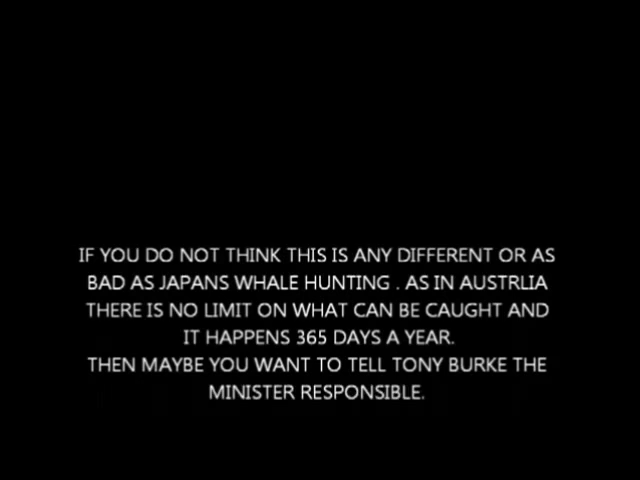 IF YOU DO NOT THINK THIS IS ANY DIFFERENT OR AS
BAD AS JAPANS WHALE HUNTING . AS IN AUSTRLIA
THERE IS NO LIMIT ON WHAT CAN BE CAUGHT AND
IT HAPPENS 365 DAYS A YEAR.
THEN MAYBE YOU WANT TO TELL TONY BURKE THE
MINISTER RESPONSIBLE.